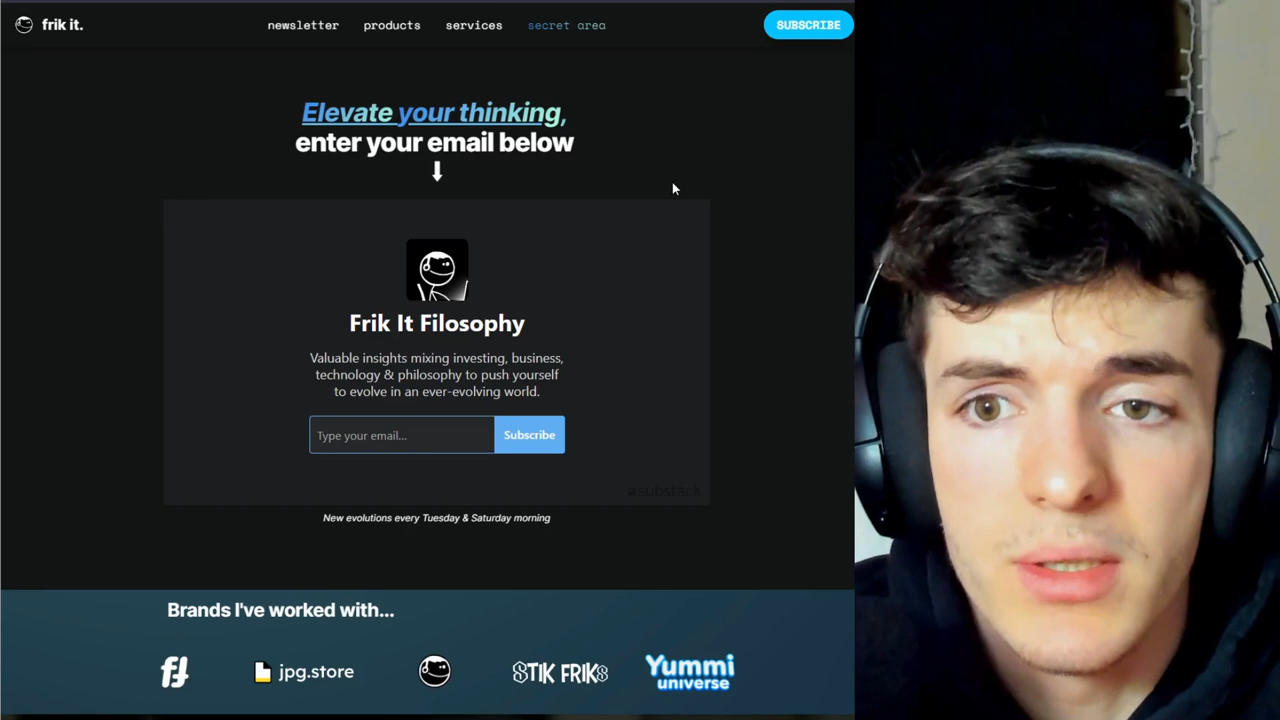 frik it.
newsletter products services secret area SUBSCRIBE
Elevate your thinking,
enter your email below
Frik It Filosophy
Valuable insights mixing investing, business,
technology & philosophy to push yourself
to evolve in an ever-evolving world.
Type your email... Subscribe
substack
New evolutions every Tuesday & Saturday morning
Brands I've worked with...
jpg.store STIK FRIKS Yummi
universe